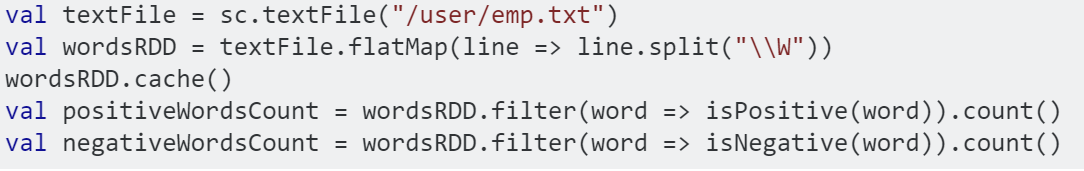 val textFile = sc.textFile("/user/emp.txt")
val wordsRDD = textFile.flatMap(line => line.split("\\W"))
wordsRDD.cache()
val positiveWordsCount = wordsRDD.filter(word => isPositive(word)).count()
val negativeWordsCount = wordsRDD.filter(word => isNegative(word)).count()